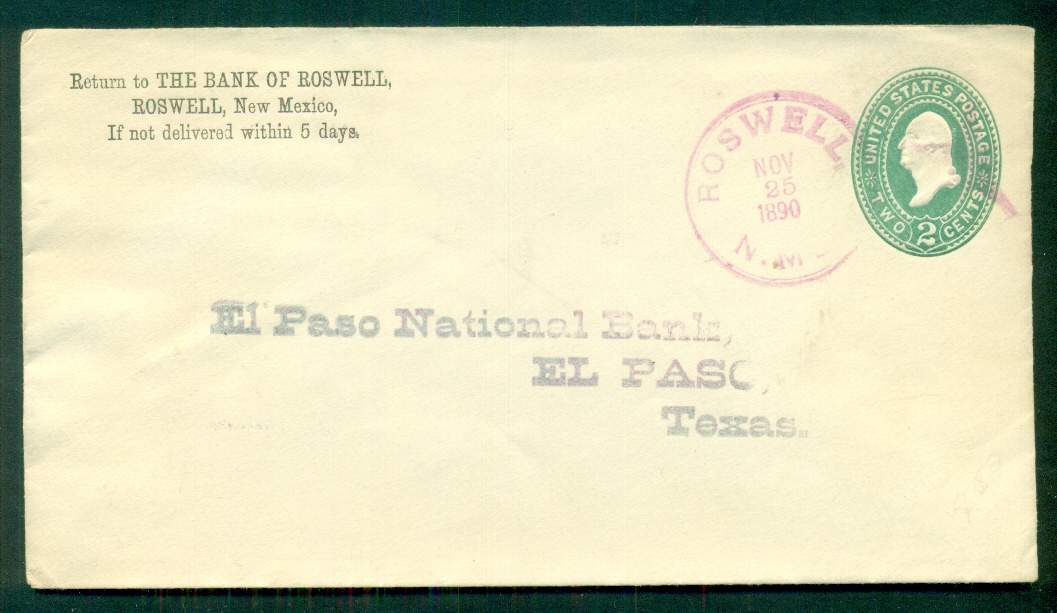 Return to THE BANK OF ROSWELL,
ROSWELL, New Mexico,
If not delivered within 5 days.
ROSWELL,
NOV
25
1890
N.M
UNITED STATES POSTAGE
TWO 2 CENTS
El Paso National Bank,
EL PASO,
Texas.